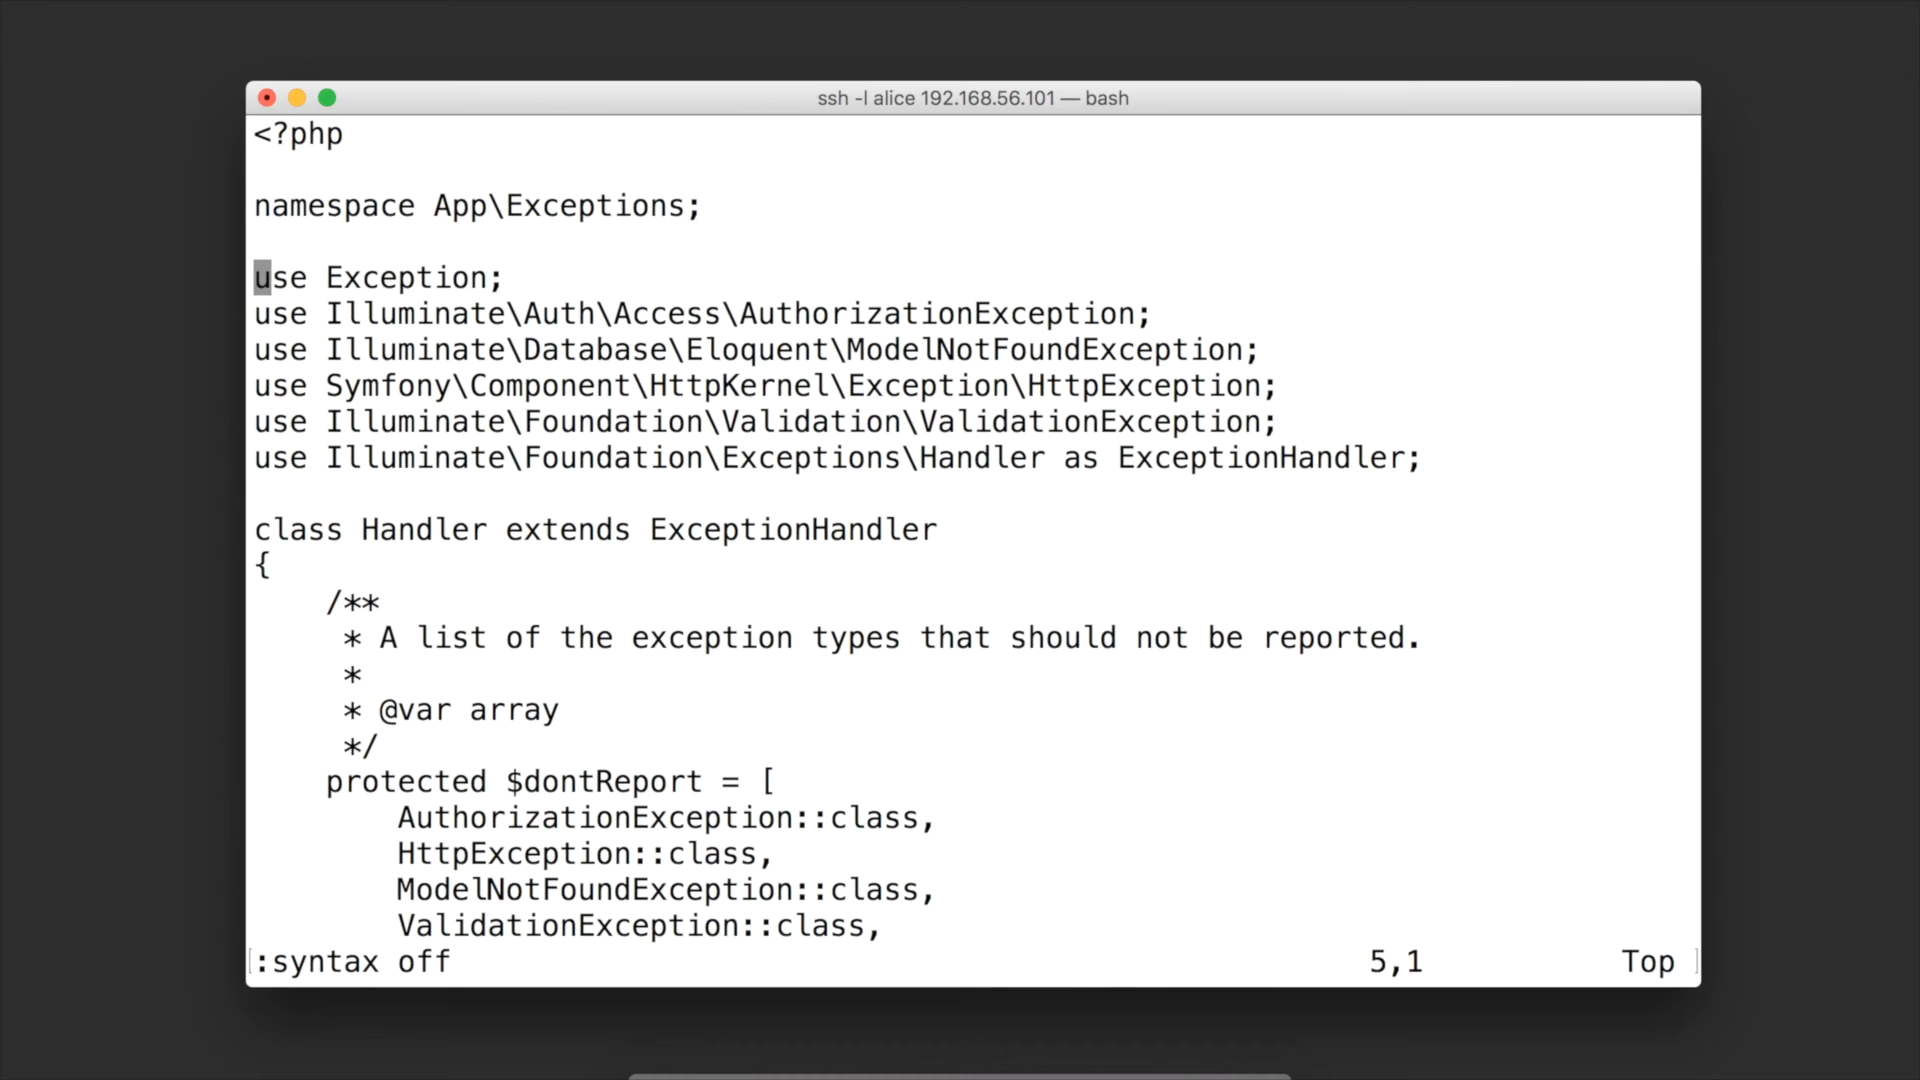 ssh -l alice 192.168.56.101 — bash
<?php
namespace App\Exceptions;
use Exception;
use Illuminate\Auth\Access\AuthorizationException;
use Illuminate\Database\Eloquent\ModelNotFoundException;
use Symfony\Component\HttpKernel\Exception\HttpException;
use Illuminate\Foundation\Validation\ValidationException;
use Illuminate\Foundation\Exceptions\Handler as ExceptionHandler;
class Handler extends ExceptionHandler
{
    /**
     * A list of the exception types that should not be reported.
     *
     * @var array
     */
    protected $dontReport = [
        AuthorizationException::class,
        HttpException::class,
        ModelNotFoundException::class,
        ValidationException::class,
:syntax off 5,1 Top